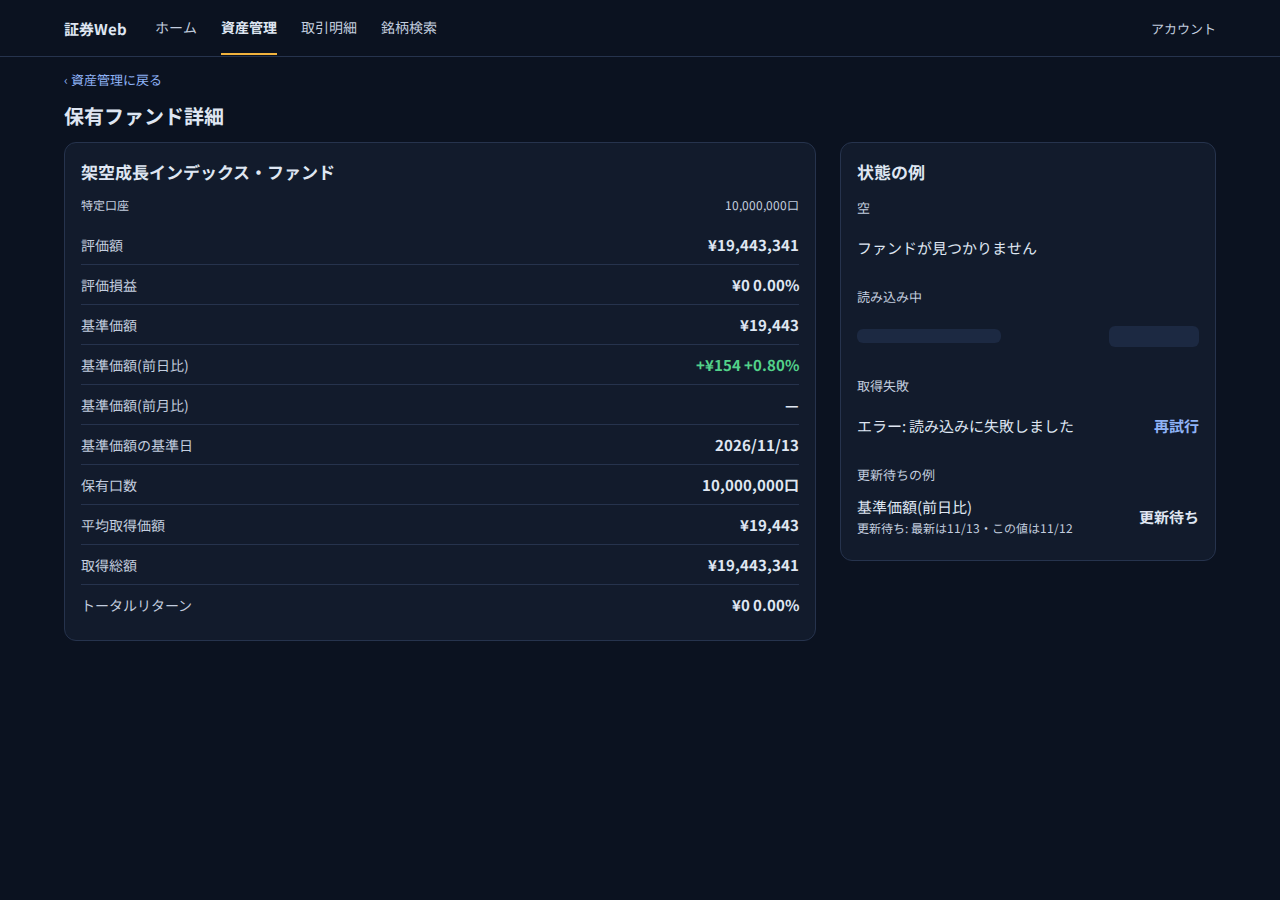 証券Web ホーム 資産管理 取引明細 銘柄検索 アカウント
‹ 資産管理に戻る
保有ファンド詳細
架空成長インデックス・ファンド
特定口座 10,000,000口
評価額 ¥19,443,341
評価損益 ¥0 0.00%
基準価額 ¥19,443
基準価額(前日比) +¥154 +0.80%
基準価額(前月比) —
基準価額の基準日 2026/11/13
保有口数 10,000,000口
平均取得価額 ¥19,443
取得総額 ¥19,443,341
トータルリターン ¥0 0.00%
状態の例
空
ファンドが見つかりません
読み込み中
取得失敗
エラー: 読み込みに失敗しました 再試行
更新待ちの例
基準価額(前日比) 更新待ち
更新待ち: 最新は11/13・この値は11/12